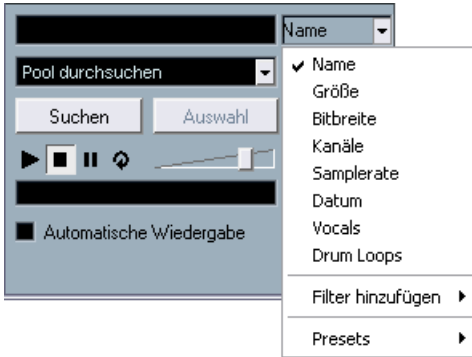 Name
Pool durchsuchen
Suchen
Auswahl
Automatische Wiedergabe
Name
Größe
Bitbreite
Kanäle
Samplerate
Datum
Vocals
Drum Loops
Filter hinzufügen
Presets